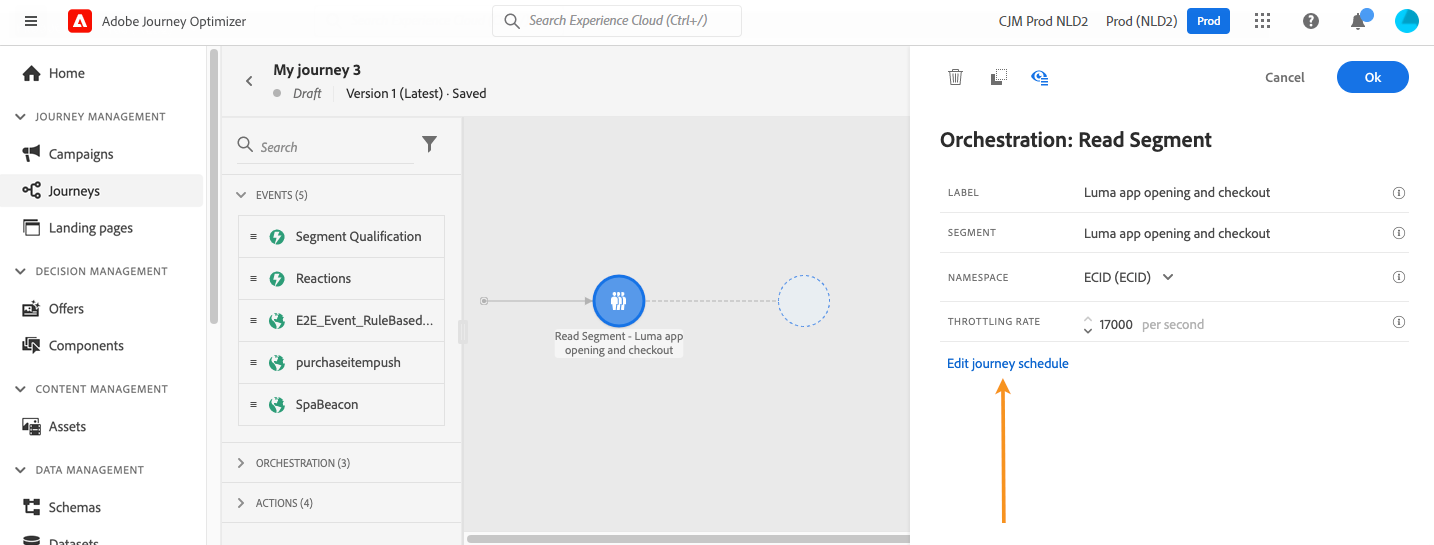 Adobe Journey Optimizer
Search Experience Cloud (Ctrl+/)
CJM Prod NLD2
Prod (NLD2)
Prod
Home
JOURNEY MANAGEMENT
Campaigns
Journeys
Landing pages
DECISION MANAGEMENT
Offers
Components
CONTENT MANAGEMENT
Assets
DATA MANAGEMENT
Schemas
Datasets
My journey 3
Draft
Version 1 (Latest) · Saved
Search
EVENTS (5)
Segment Qualification
Reactions
E2E_Event_RuleBased...
purchaseitempush
SpaBeacon
ORCHESTRATION (3)
ACTIONS (4)
Read Segment - Luma app
opening and checkout
Cancel
Ok
Orchestration: Read Segment
LABEL Luma app opening and checkout
SEGMENT Luma app opening and checkout
NAMESPACE ECID (ECID)
THROTTLING RATE 17000 per second
Edit journey schedule